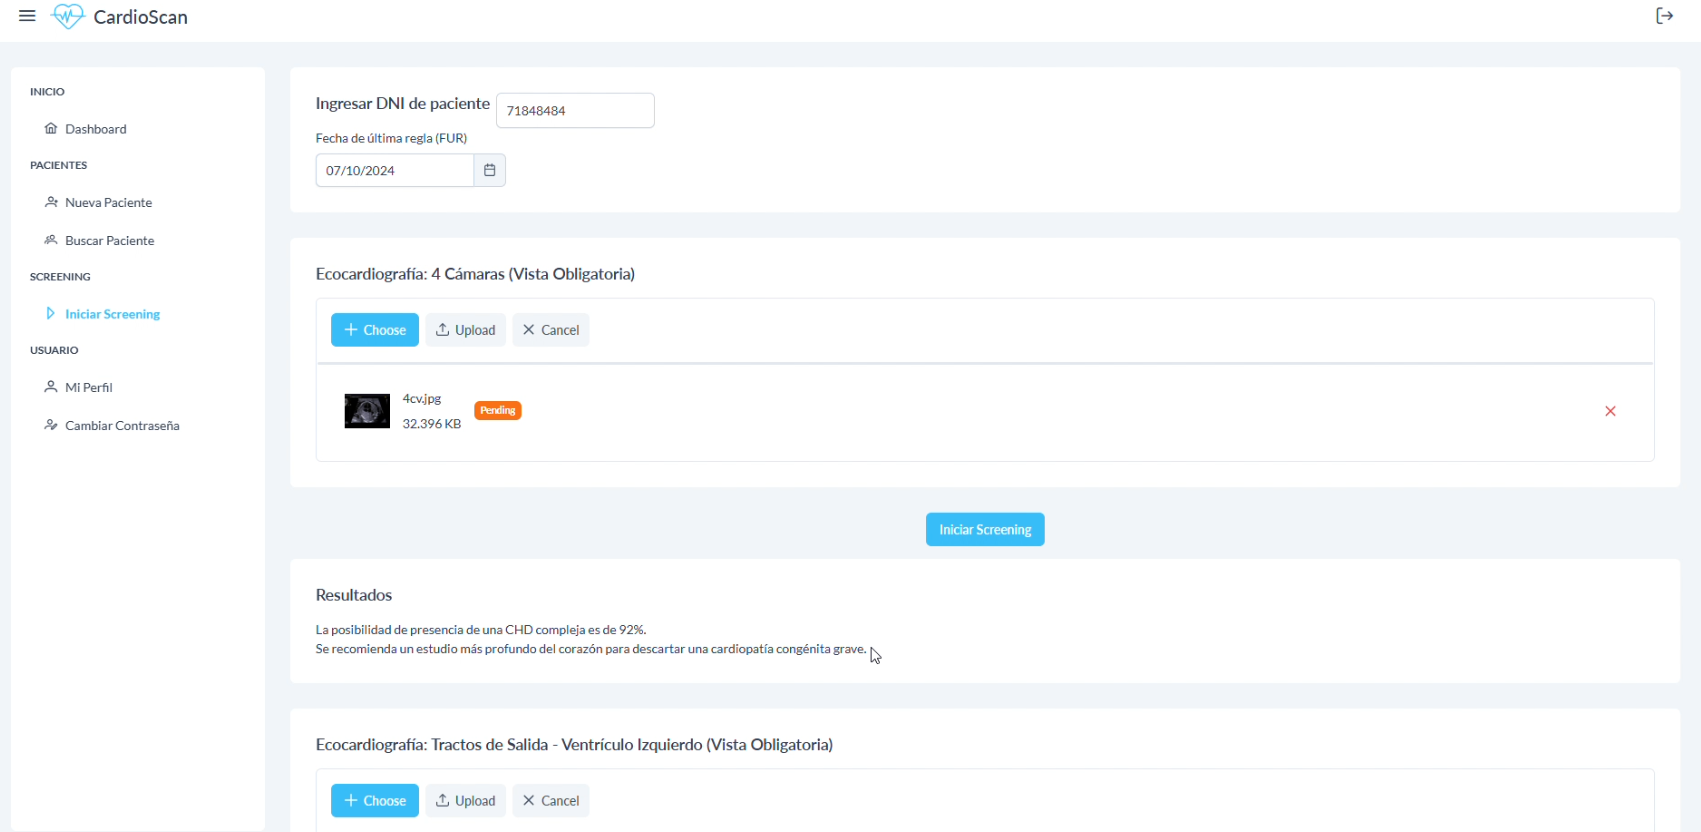 CardioScan
INICIO
Dashboard
PACIENTES
Nueva Paciente
Buscar Paciente
SCREENING
Iniciar Screening
USUARIO
Mi Perfil
Cambiar Contraseña
Ingresar DNI de paciente 71848484
Fecha de última regla (FUR)
07/10/2024
Ecocardiografía: 4 Cámaras (Vista Obligatoria)
Choose Upload Cancel
4cv.jpg
Pending
32.396 KB
Iniciar Screening
Resultados
La posibilidad de presencia de una CHD compleja es de 92%.
Se recomienda un estudio más profundo del corazón para descartar una cardiopatía congénita grave.
Ecocardiografía: Tractos de Salida - Ventrículo Izquierdo (Vista Obligatoria)
Choose Upload Cancel